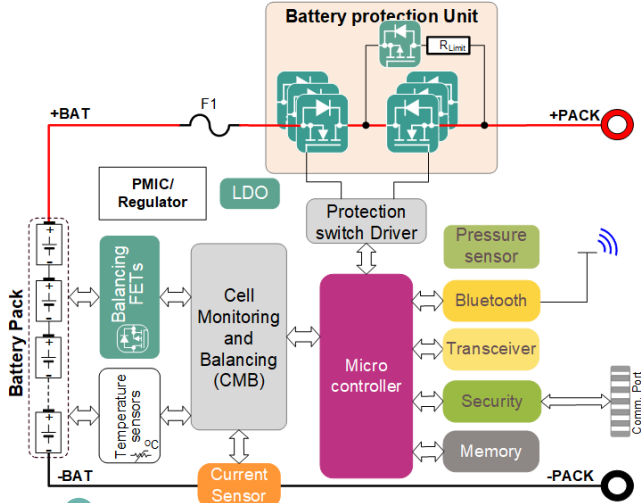 Battery protection Unit
R Limit
F1
+BAT
+PACK
PMIC/
Regulator
LDO
Protection
switch Driver
Pressure
sensor
Battery Pack
+
-
+
-
+
-
+
-
Balancing
FETs
Cell
Monitoring
and
Balancing
(CMB)
Micro
controller
Bluetooth
Transceiver
Security
Memory
Comm. Port
Temperature
sensors
°C
Current
Sensor
-BAT
-PACK